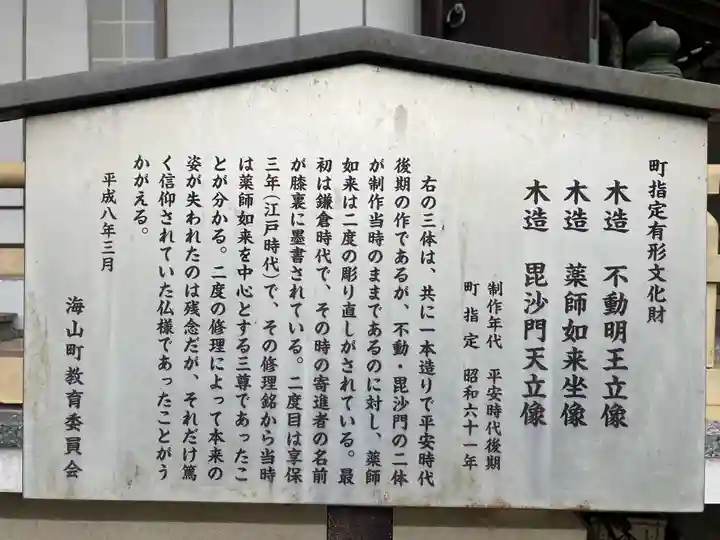 町指定有形文化財
木造　不動明王立像
木造　薬師如来坐像
木造　毘沙門天立像
制作年代　平安時代後期
町指定　昭和六十一年
右の三体は、共に一本造りで平安時代
後期の作であるが、不動・毘沙門の二体
が制作当時のままであるのに対し、薬師
如来は二度の彫り直しがされている。最
初は鎌倉時代で、その時の寄進者の名前
が膝裏に墨書されている。二度目は享保
三年（江戸時代）で、その修理銘から当時
は薬師如来を中心とする三尊であったこ
とが分かる。二度の修理によって本来の
姿が失われたのは残念だが、それだけ篤
く信仰されていた仏様であったことがう
かがえる。
平成八年三月
海山町教育委員会